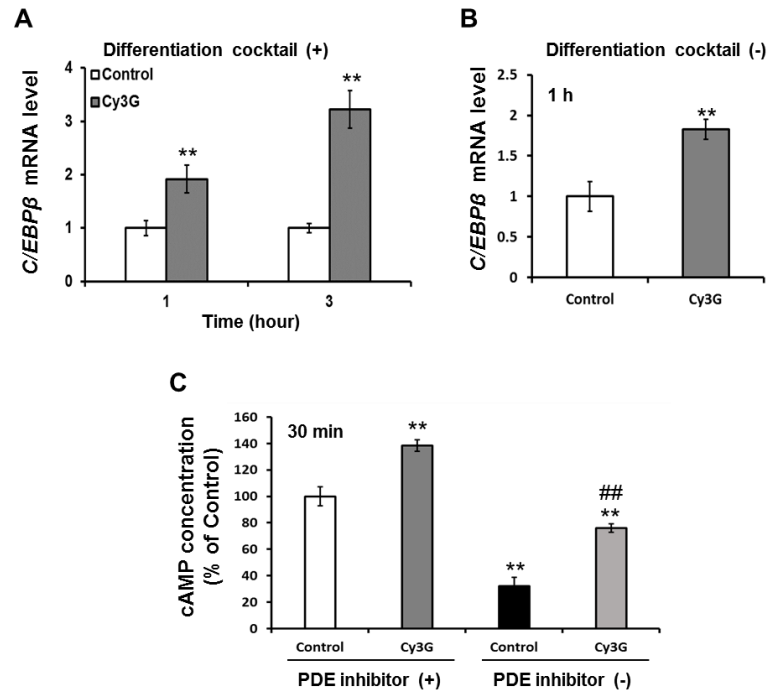 A
Differentiation cocktail (+)
C/EBPβ mRNA level
4
3
2
1
0
Control
Cy3G
**
**
1
3
Time (hour)
B
Differentiation cocktail (-)
C/EBPβ mRNA level
2.5
2
1.5
1
0.5
0
1 h
**
Control
Cy3G
C
cAMP concentration
(% of Control)
160
140
120
100
80
60
40
20
0
30 min
**
**
##
**
Control
Cy3G
Control
Cy3G
PDE inhibitor (+)
PDE inhibitor (-)